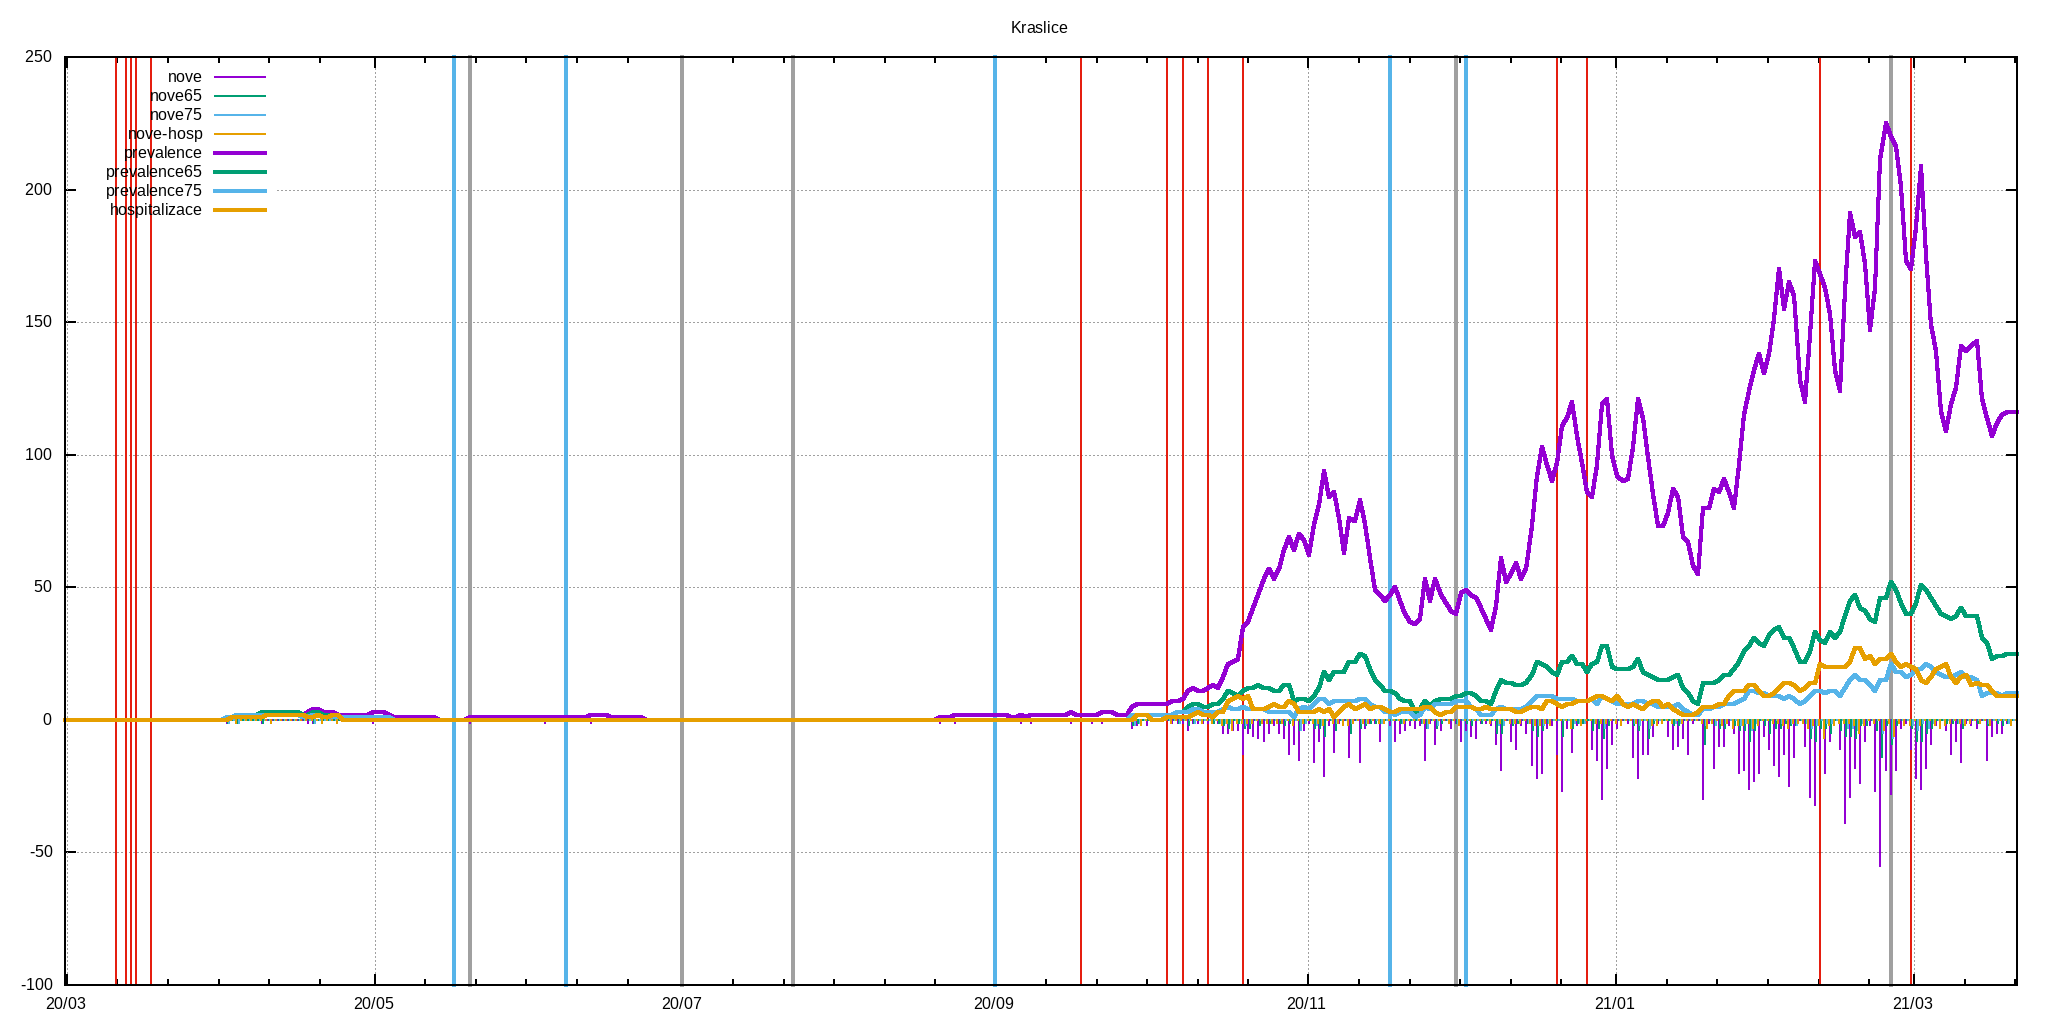 Kraslice
250
200
150
100
50
0
-50
-100
nove
nove65
nove75
nove-hosp
prevalence
prevalence65
prevalence75
hospitalizace
20/03 20/05 20/07 20/09 20/11 21/01 21/03